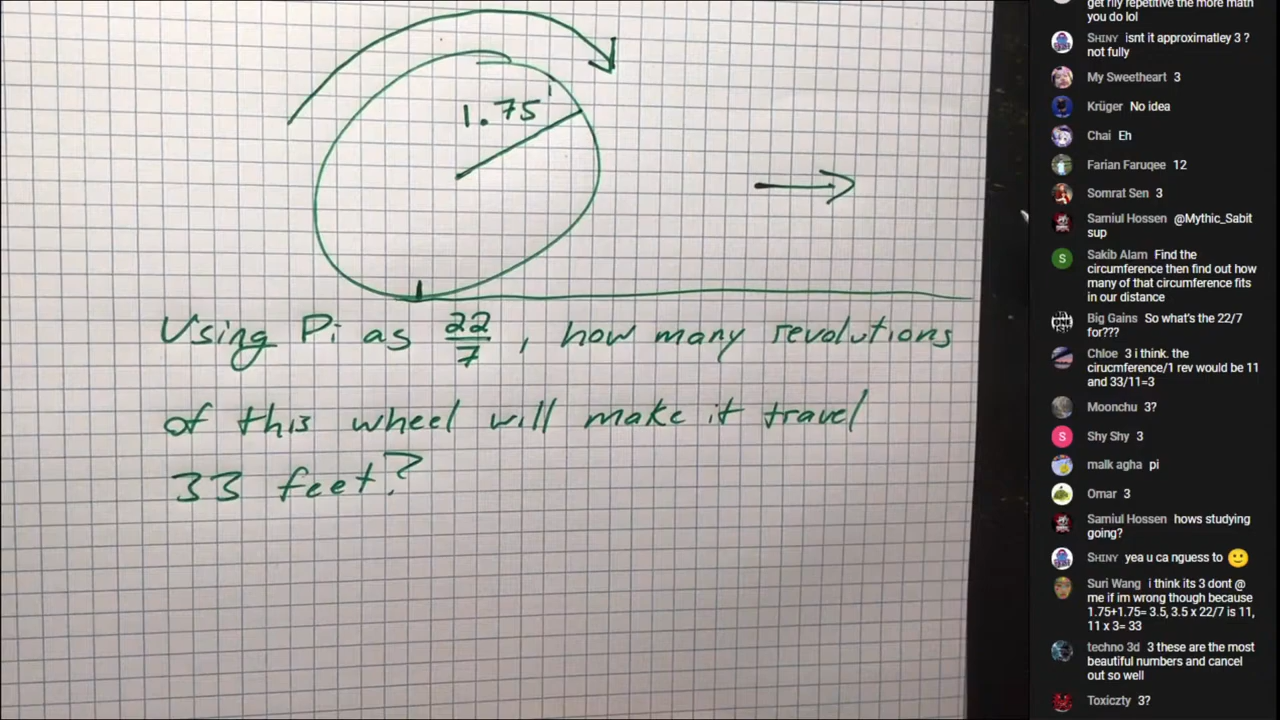 1.75'
Using Pi as 22/7, how many revolutions
of this wheel will make it travel
33 feet?
get rlly repetitive the more math
you do lol
SHINY isnt it approximatley 3 ?
not fully
My Sweetheart 3
Krüger No idea
Chai Eh
Farian Faruqee 12
Somrat Sen 3
Samiul Hossen @Mythic_Sabit
sup
S
Sakib Alam Find the
circumference then find out how
many of that circumference fits
in our distance
Big Gains So what's the 22/7
for???
Chloe 3 i think. the
cirucmference/1 rev would be 11
and 33/11=3
Moonchu 3?
S
Shy Shy 3
malk agha pi
Omar 3
Samiul Hossen hows studying
going?
SHINY yea u ca nguess to 🙂
Suri Wang i think its 3 dont @
me if im wrong though because
1.75+1.75= 3.5, 3.5 x 22/7 is 11,
11 x 3= 33
techno 3d 3 these are the most
beautiful numbers and cancel
out so well
Toxiczty 3?